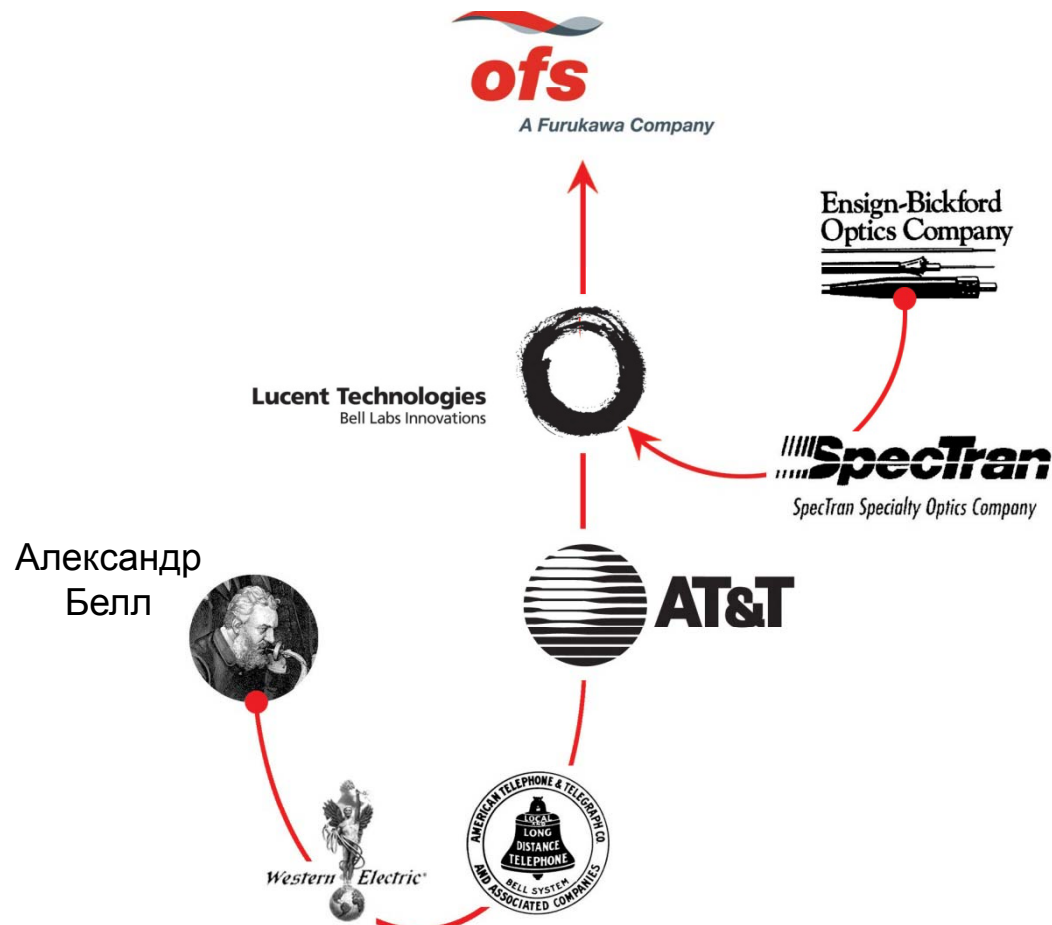 ofs
A Furukawa Company
Ensign-Bickford
Optics Company
Lucent Technologies
Bell Labs Innovations
SpecTran
SpecTran Specialty Optics Company
Александр
Белл
AT&T
Western Electric
AMERICAN TELEPHONE & TELEGRAPH CO.
LOCAL
LONG
DISTANCE
TELEPHONE
BELL SYSTEM
AND ASSOCIATED COMPANIES